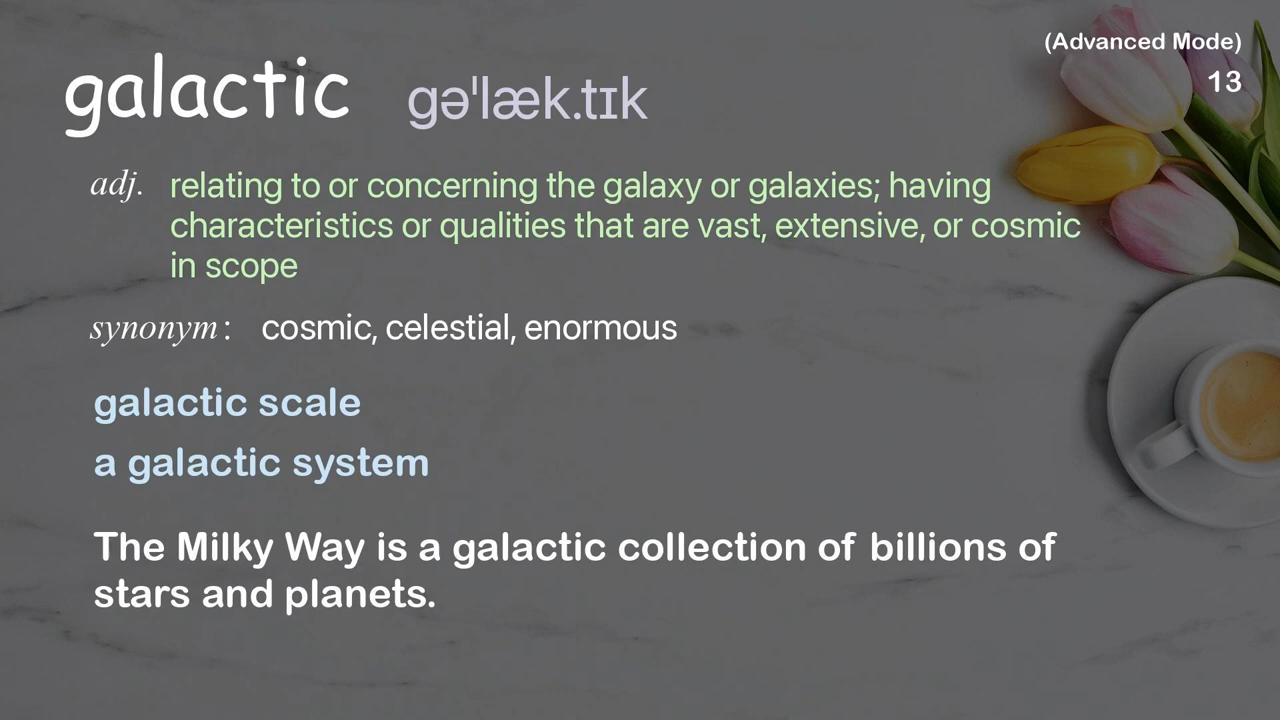 (Advanced Mode)
13
galactic gəˈlæk.tɪk
adj. relating to or concerning the galaxy or galaxies; having
characteristics or qualities that are vast, extensive, or cosmic
in scope
synonym: cosmic, celestial, enormous
galactic scale
a galactic system
The Milky Way is a galactic collection of billions of
stars and planets.